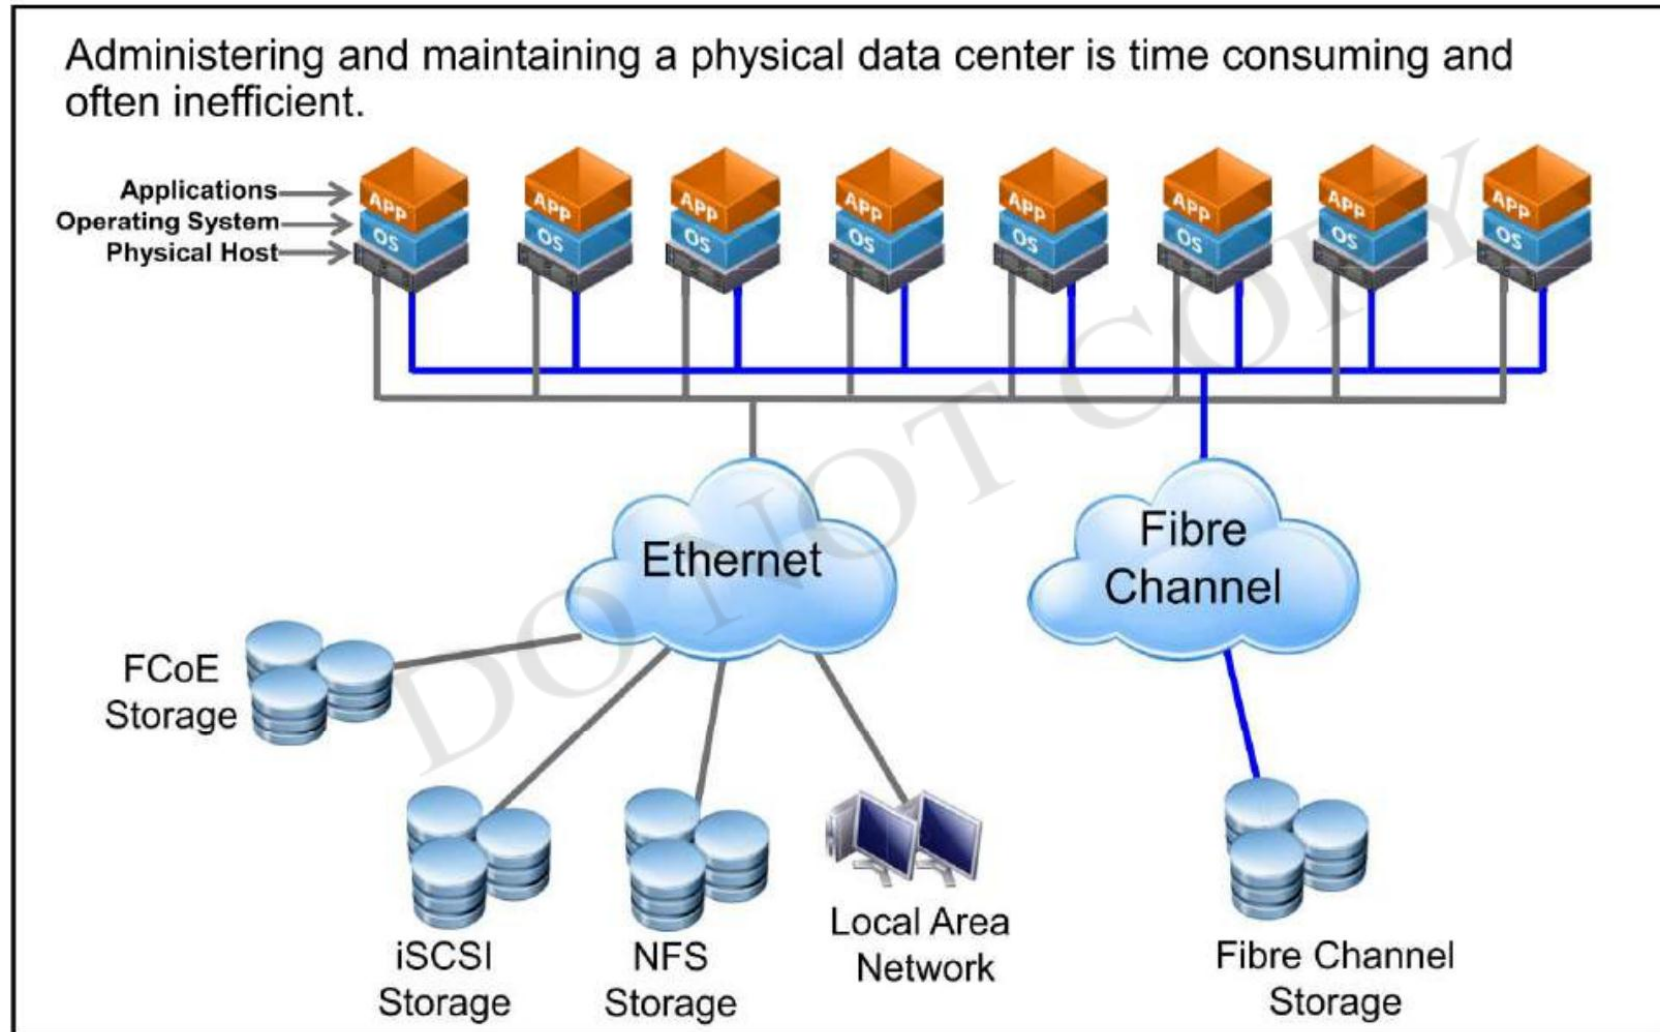 Administering and maintaining a physical data center is time consuming and
often inefficient.
Applications
Operating System
Physical Host
APP
OS
APP
OS
APP
OS
APP
OS
APP
OS
APP
OS
APP
OS
APP
OS
DO NOT COPY
Ethernet
Fibre
Channel
FCoE
Storage
iSCSI
Storage
NFS
Storage
Local Area
Network
Fibre Channel
Storage